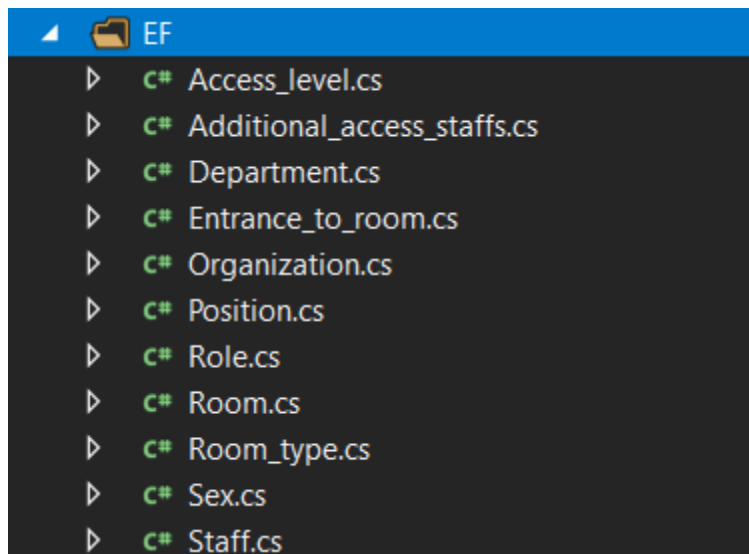 EF
C# Access_level.cs
C# Additional_access_staffs.cs
C# Department.cs
C# Entrance_to_room.cs
C# Organization.cs
C# Position.cs
C# Role.cs
C# Room.cs
C# Room_type.cs
C# Sex.cs
C# Staff.cs